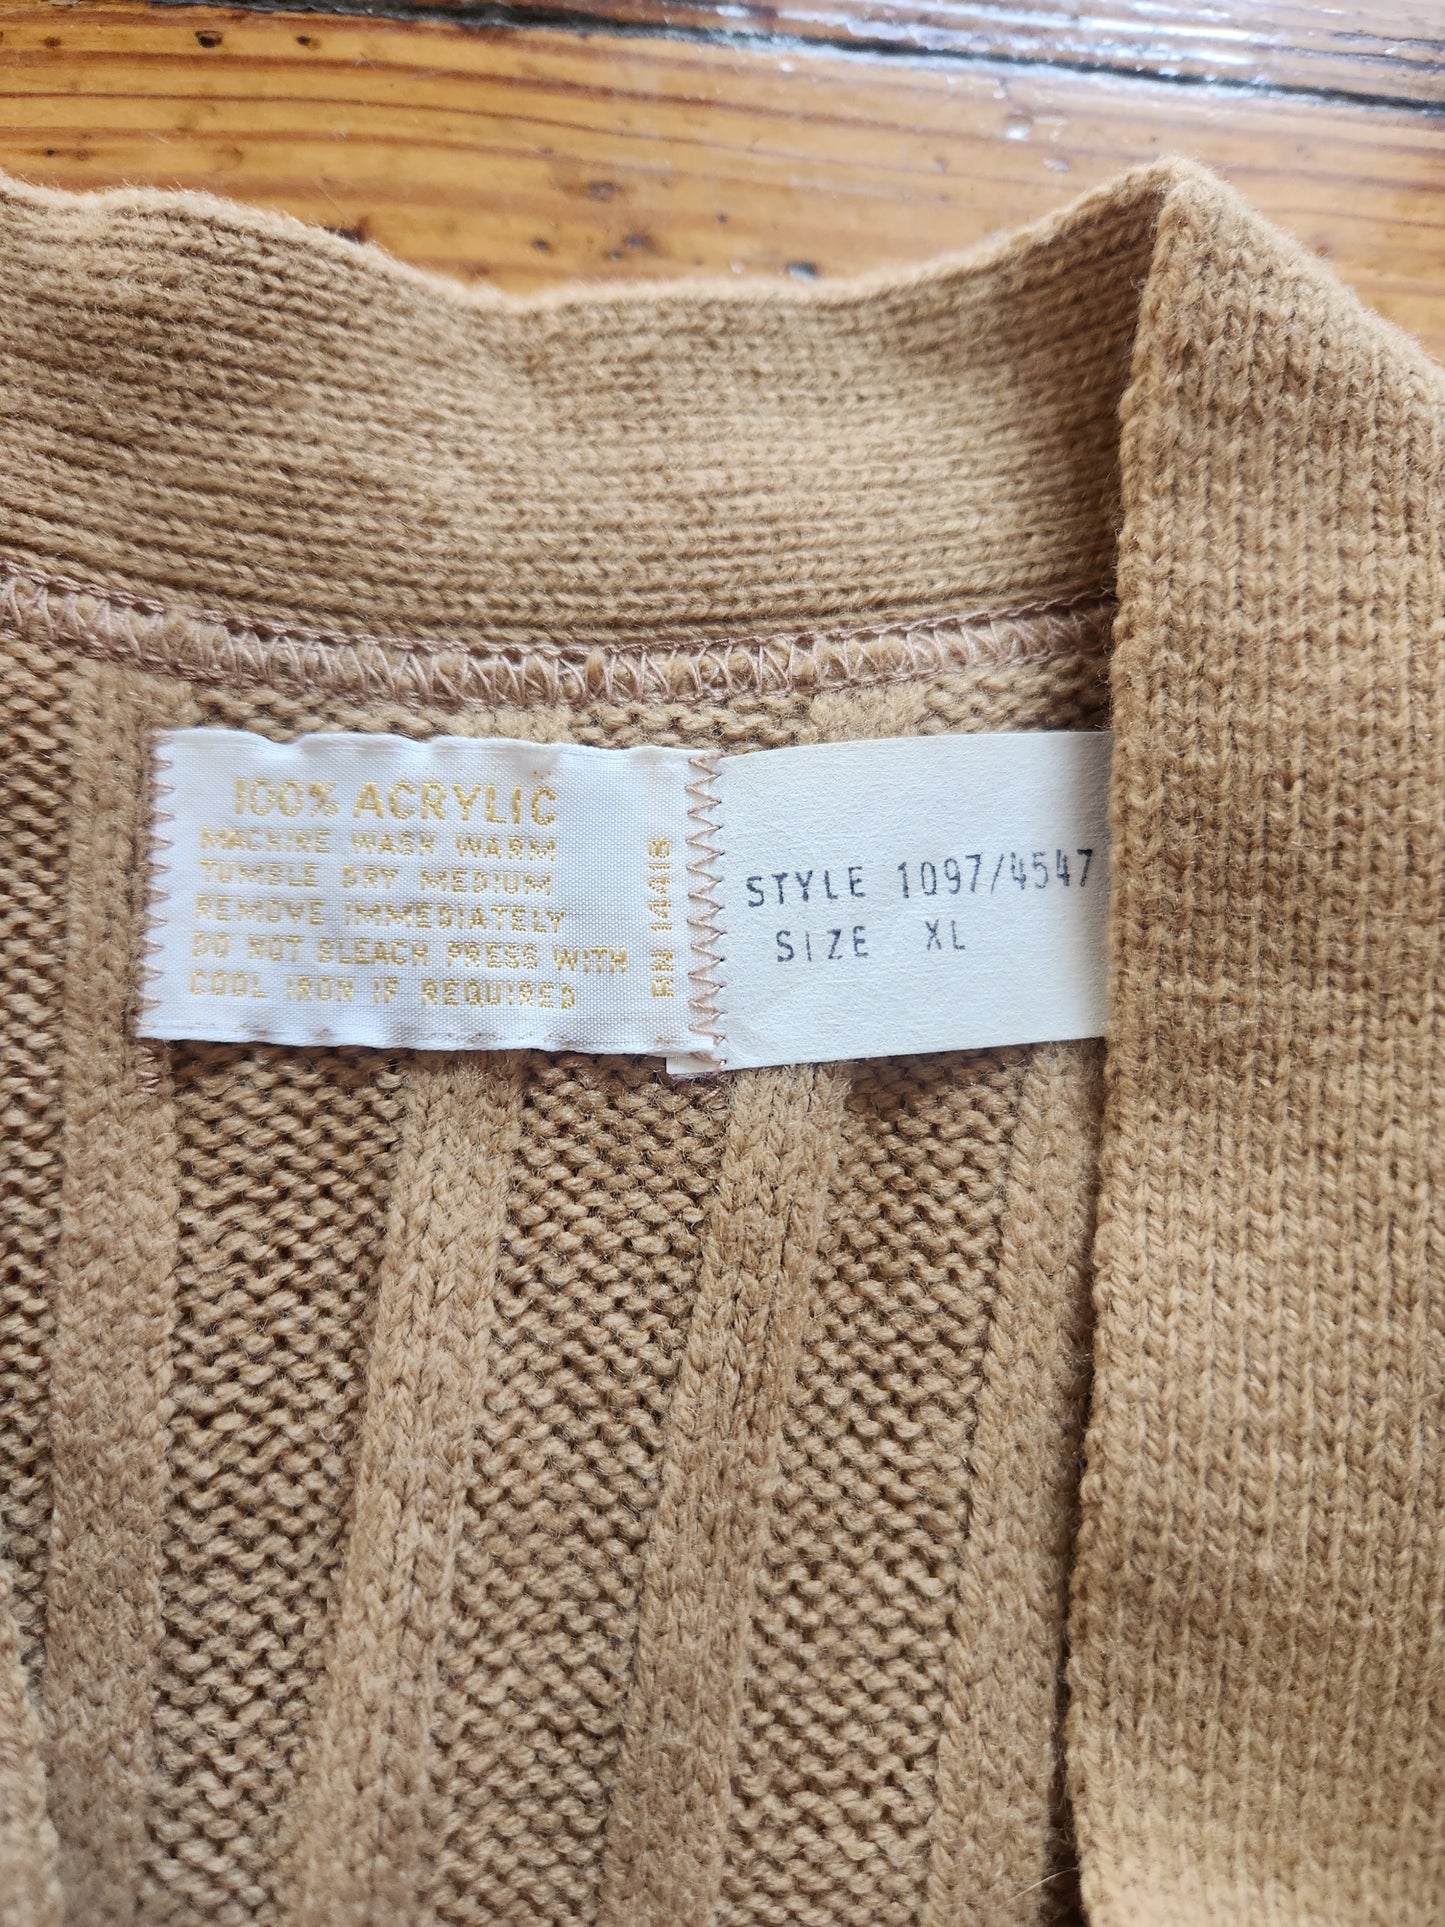 100% ACRYLIC
MACHINE WASH WARM
TUMBLE DRY MEDIUM
REMOVE IMMEDIATELY
DO NOT BLEACH PRESS WITH
COOL IRON IF REQUIRED
RN 14418
STYLE 1097/4547
SIZE XL